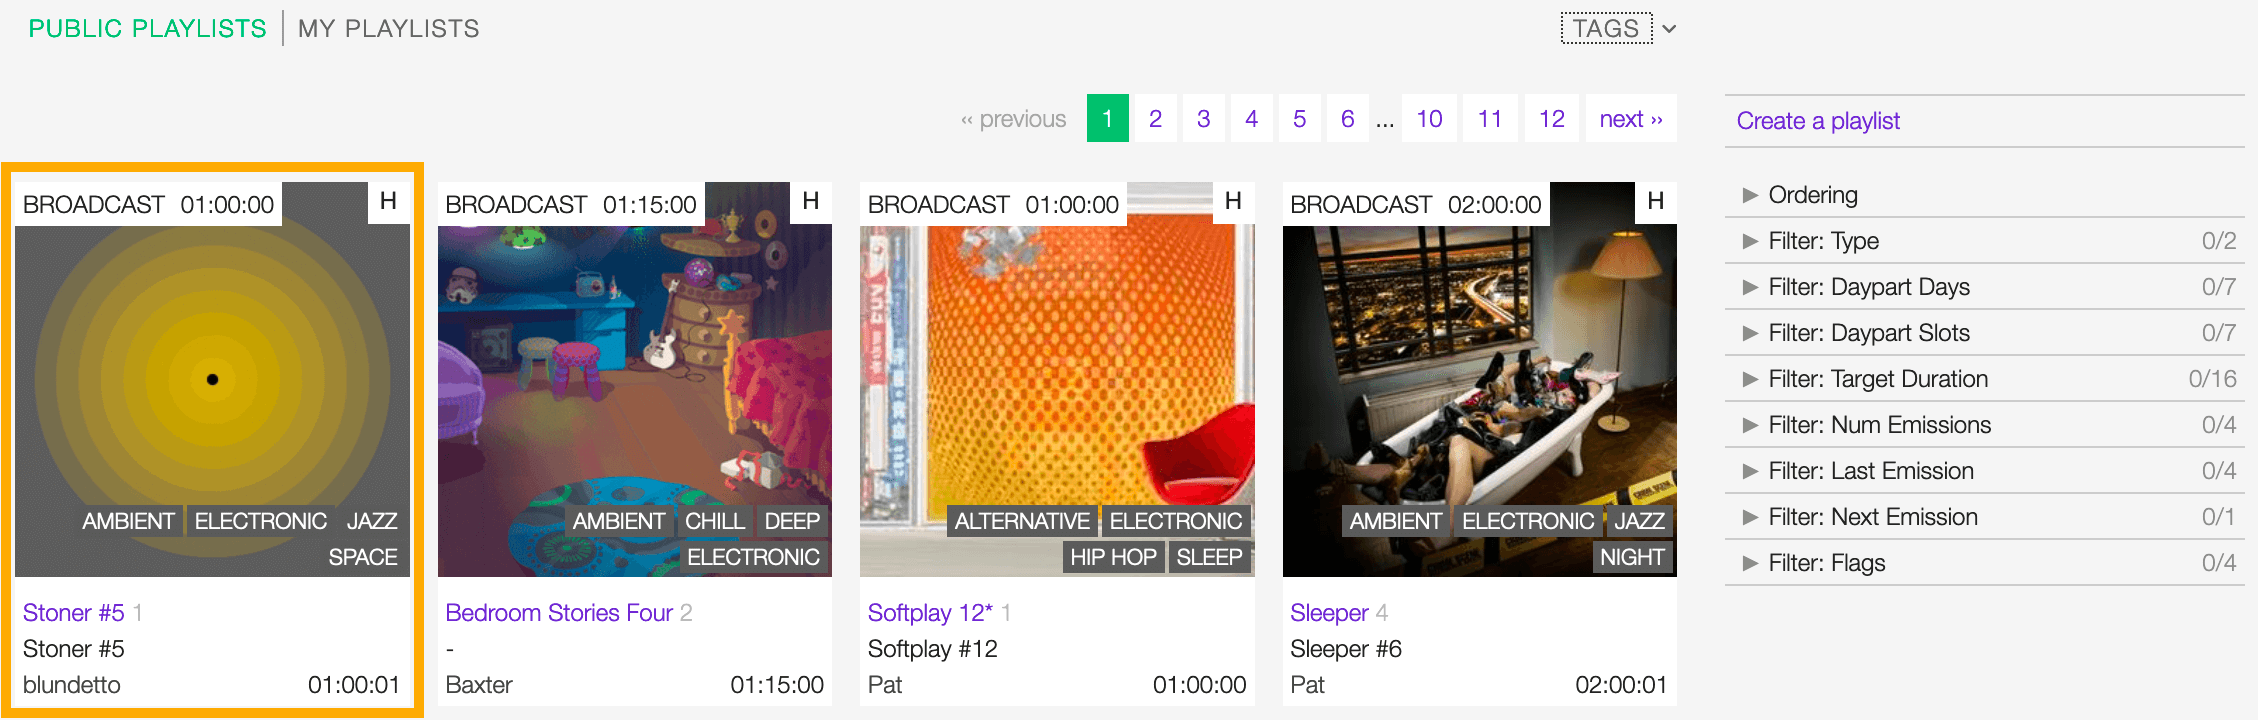 PUBLIC PLAYLISTS | MY PLAYLISTS
TAGS
‹‹ previous 1 2 3 4 5 6 ... 10 11 12 next ››
Create a playlist
BROADCAST 01:00:00 H
AMBIENT ELECTRONIC JAZZ
SPACE
Stoner #5 1
Stoner #5
blundetto 01:00:01
BROADCAST 01:15:00 H
AMBIENT CHILL DEEP
ELECTRONIC
Bedroom Stories Four 2
-
Baxter 01:15:00
BROADCAST 01:00:00 H
ALTERNATIVE ELECTRONIC
HIP HOP SLEEP
Softplay 12* 1
Softplay #12
Pat 01:00:00
BROADCAST 02:00:00 H
AMBIENT ELECTRONIC JAZZ
NIGHT
Sleeper 4
Sleeper #6
Pat 02:00:01
Ordering
Filter: Type 0/2
Filter: Daypart Days 0/7
Filter: Daypart Slots 0/7
Filter: Target Duration 0/16
Filter: Num Emissions 0/4
Filter: Last Emission 0/4
Filter: Next Emission 0/1
Filter: Flags 0/4